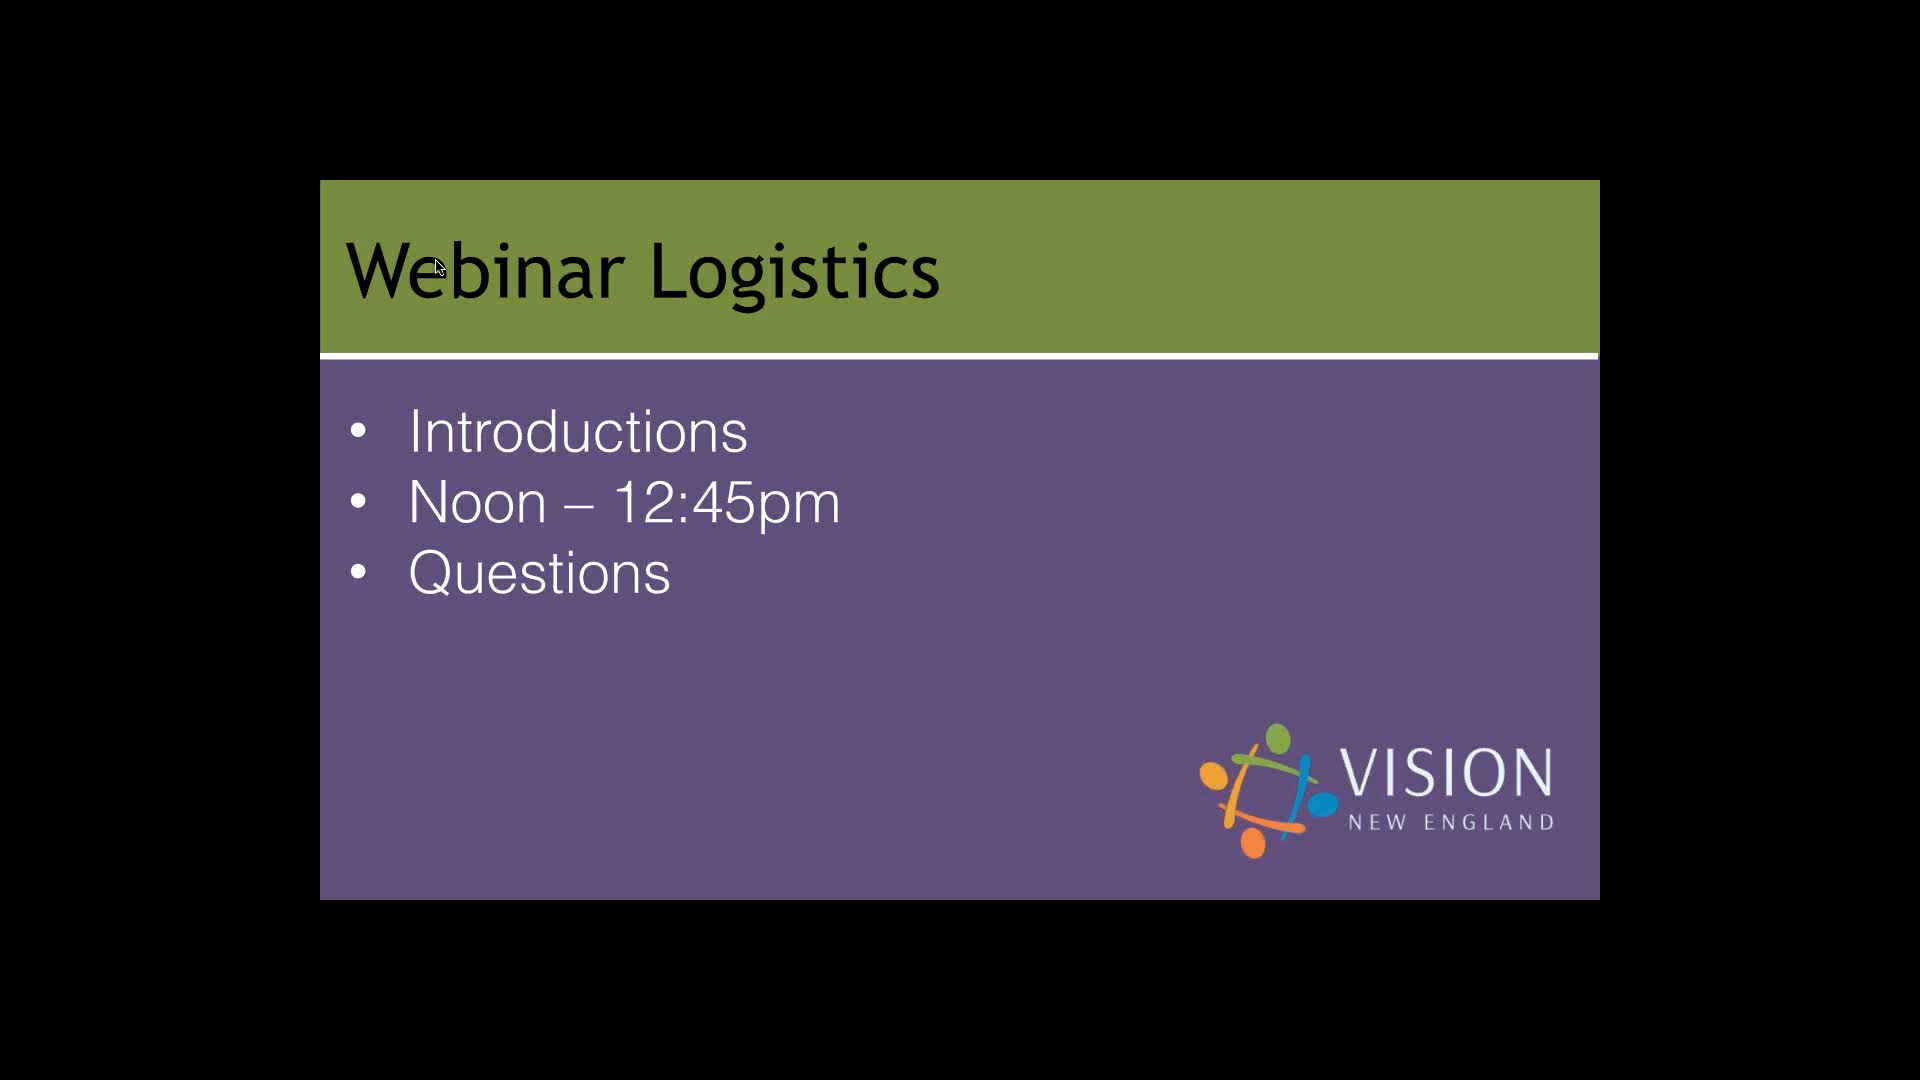 Webinar Logistics
• Introductions
• Noon – 12:45pm
• Questions
VISION
NEW ENGLAND